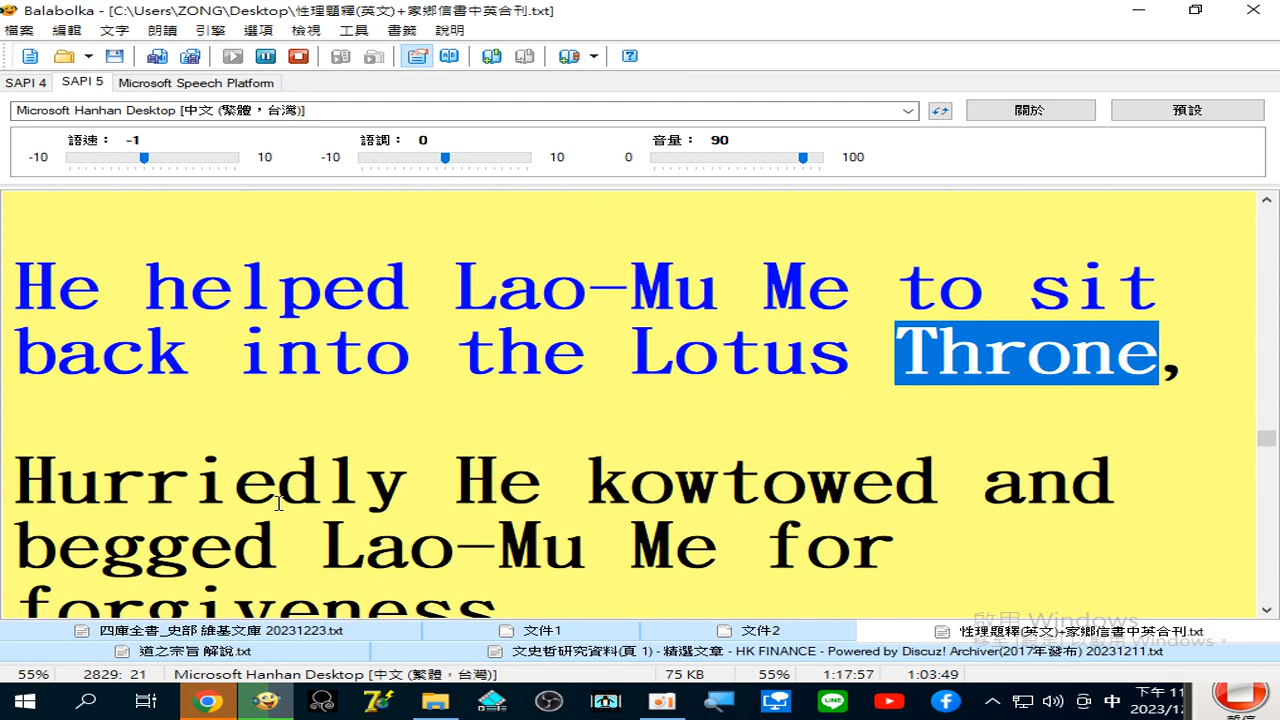 Balabolka - [C:\Users\ZONG\Desktop\性理題釋(英文)+家鄉信書中英合刊.txt]
檔案 編輯 文字 朗讀 引擎 選項 檢視 工具 書籤 說明
SAPI 4 SAPI 5 Microsoft Speech Platform
Microsoft Hanhan Desktop [中文 (繁體，台灣)] 關於 預設
語速： -1 語調： 0 音量： 90
-10 10 -10 10 0 100
He helped Lao-Mu Me to sit
back into the Lotus Throne,
Hurriedly He kowtowed and
begged Lao-Mu Me for
forgiveness
啟用 Windows
四庫全書_史部 維基文庫 20231223.txt 文件1 文件2 性理題釋(英文)+家鄉信書中英合刊.txt
道之宗旨 解說.txt 文史哲研究資料(頁 1) - 精選文章 - HK FINANCE - Powered by Discuz! Archiver(2017年發布) 20231211.txt
55% 2829: 21 Microsoft Hanhan Desktop [中文 (繁體，台灣)] 75 KB 55% 1:17:57 1:03:49
中 下午 11
2023/12